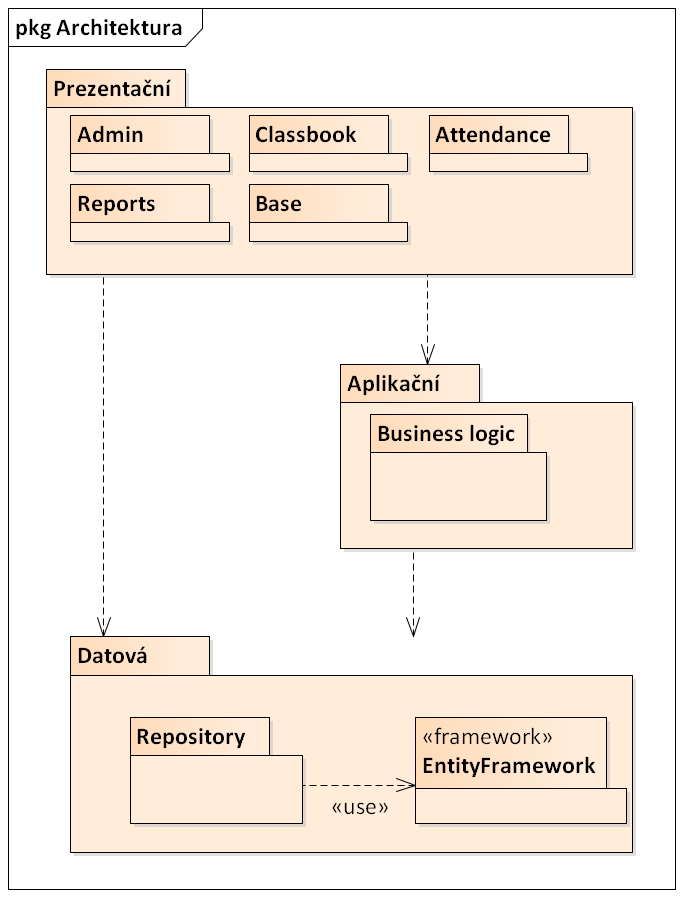 pkg Architektura
Prezentační
Admin
Classbook
Attendance
Reports
Base
Aplikační
Business logic
Datová
Repository
«framework»
EntityFramework
«use»